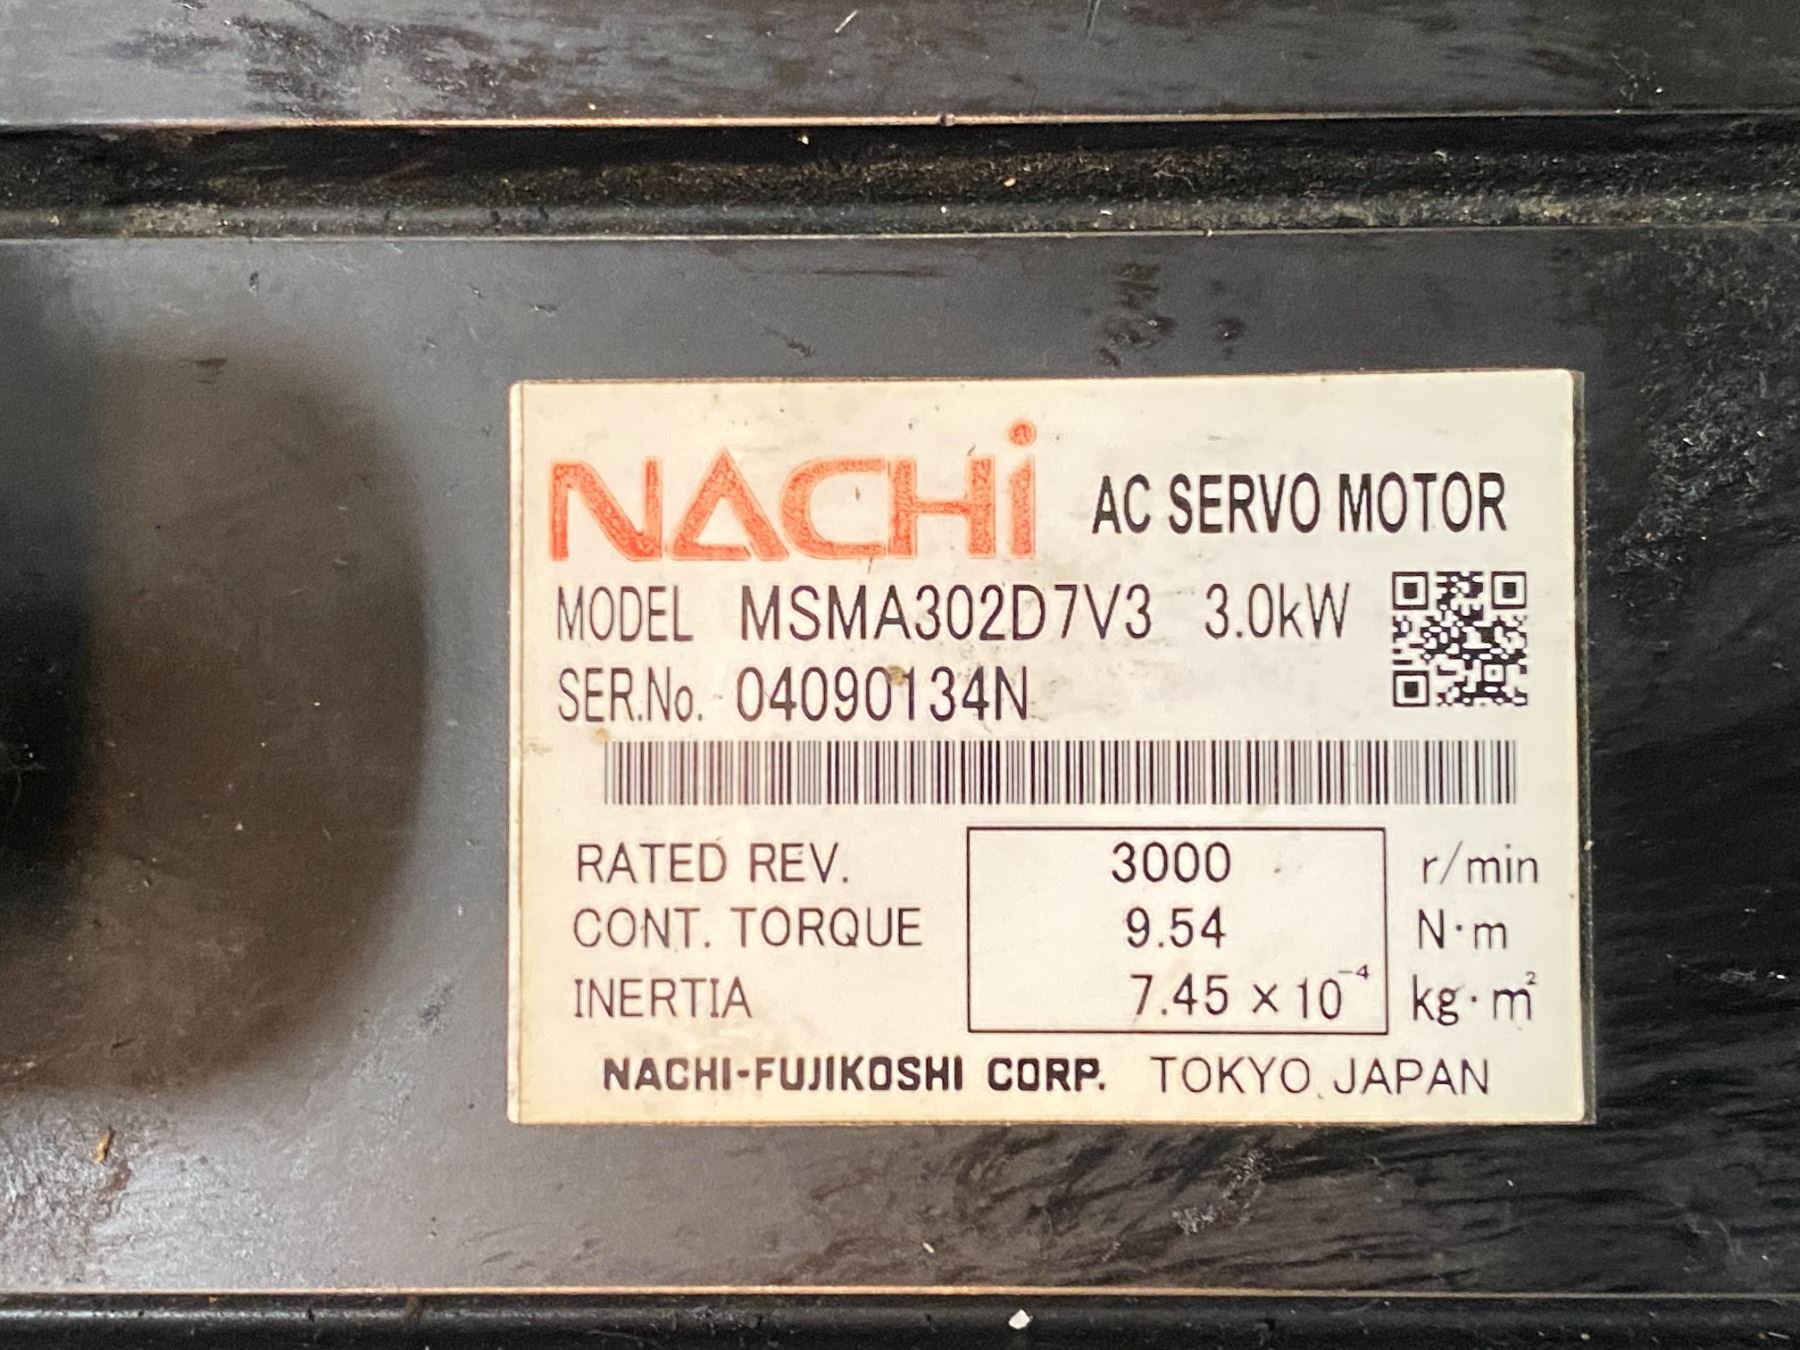 NACHi AC SERVO MOTOR
MODEL MSMA302D7V3 3.0kW
SER.No. 04090134N
RATED REV. 3000 r/min
CONT. TORQUE 9.54 N·m
INERTIA 7.45 × 10⁻⁴ kg·m²
NACHI-FUJIKOSHI CORP. TOKYO, JAPAN